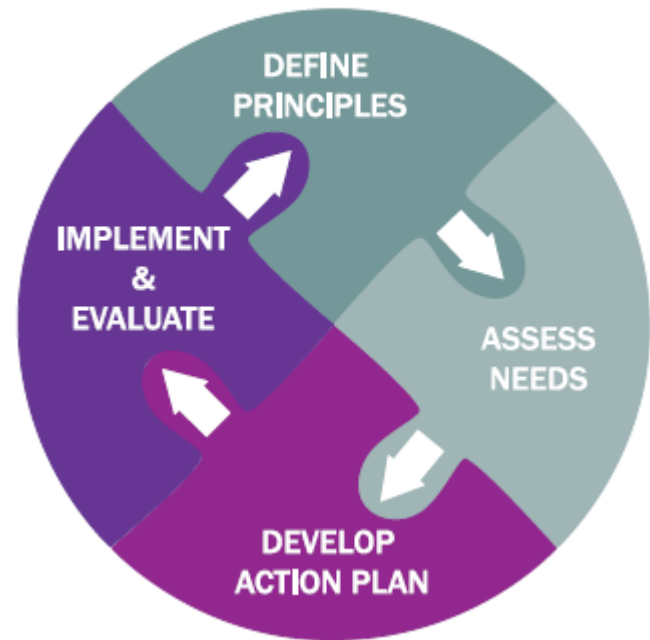 DEFINE
PRINCIPLES
ASSESS
NEEDS
DEVELOP
ACTION PLAN
IMPLEMENT
&
EVALUATE